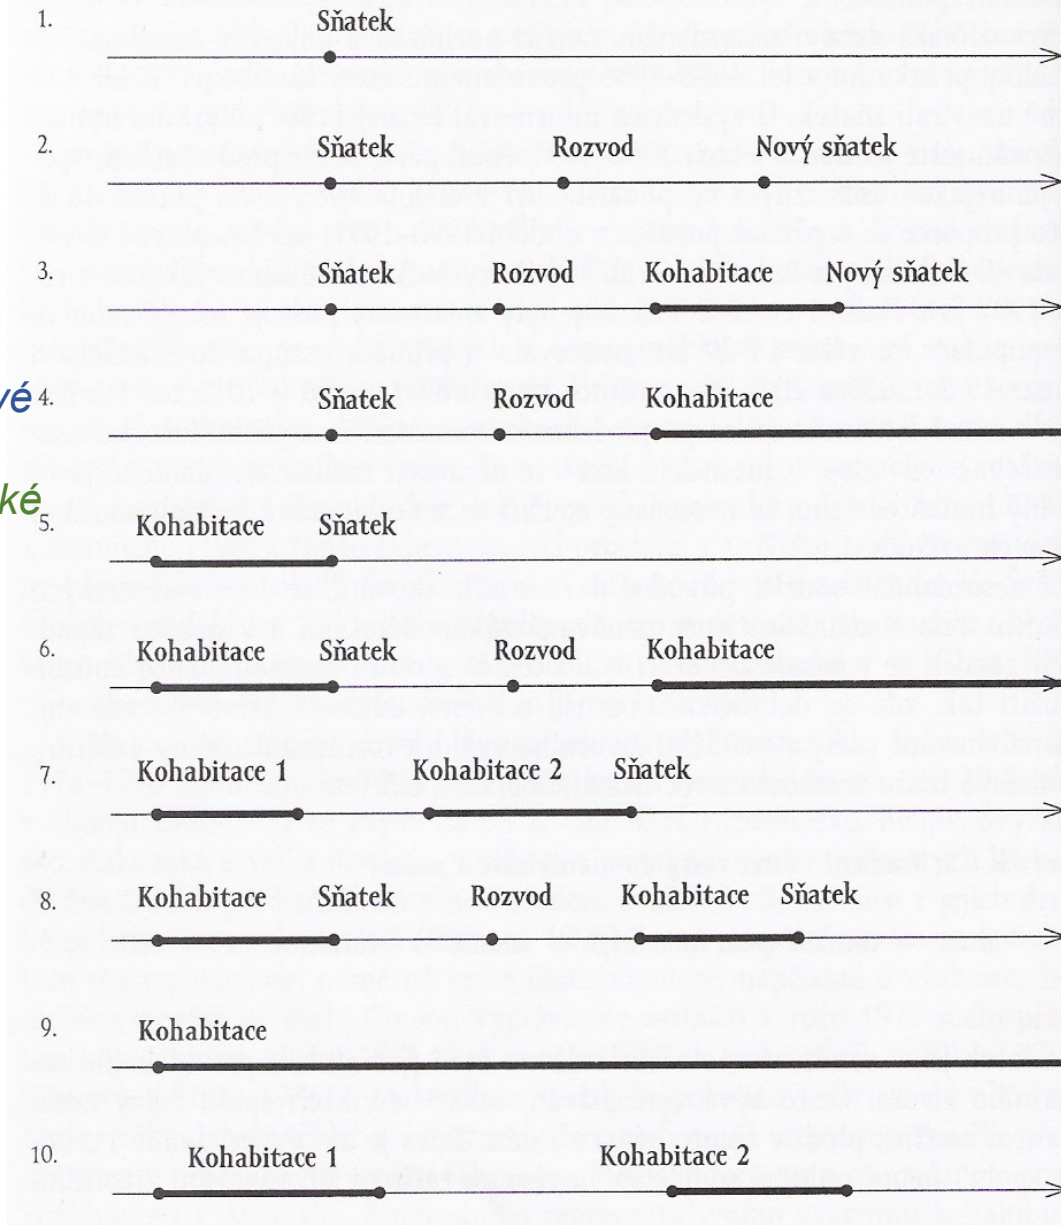 1. Sňatek
2. Sňatek Rozvod Nový sňatek
3. Sňatek Rozvod Kohabitace Nový sňatek
vé
4. Sňatek Rozvod Kohabitace
ké
5. Kohabitace Sňatek
6. Kohabitace Sňatek Rozvod Kohabitace
7. Kohabitace 1 Kohabitace 2 Sňatek
8. Kohabitace Sňatek Rozvod Kohabitace Sňatek
9. Kohabitace
10. Kohabitace 1 Kohabitace 2